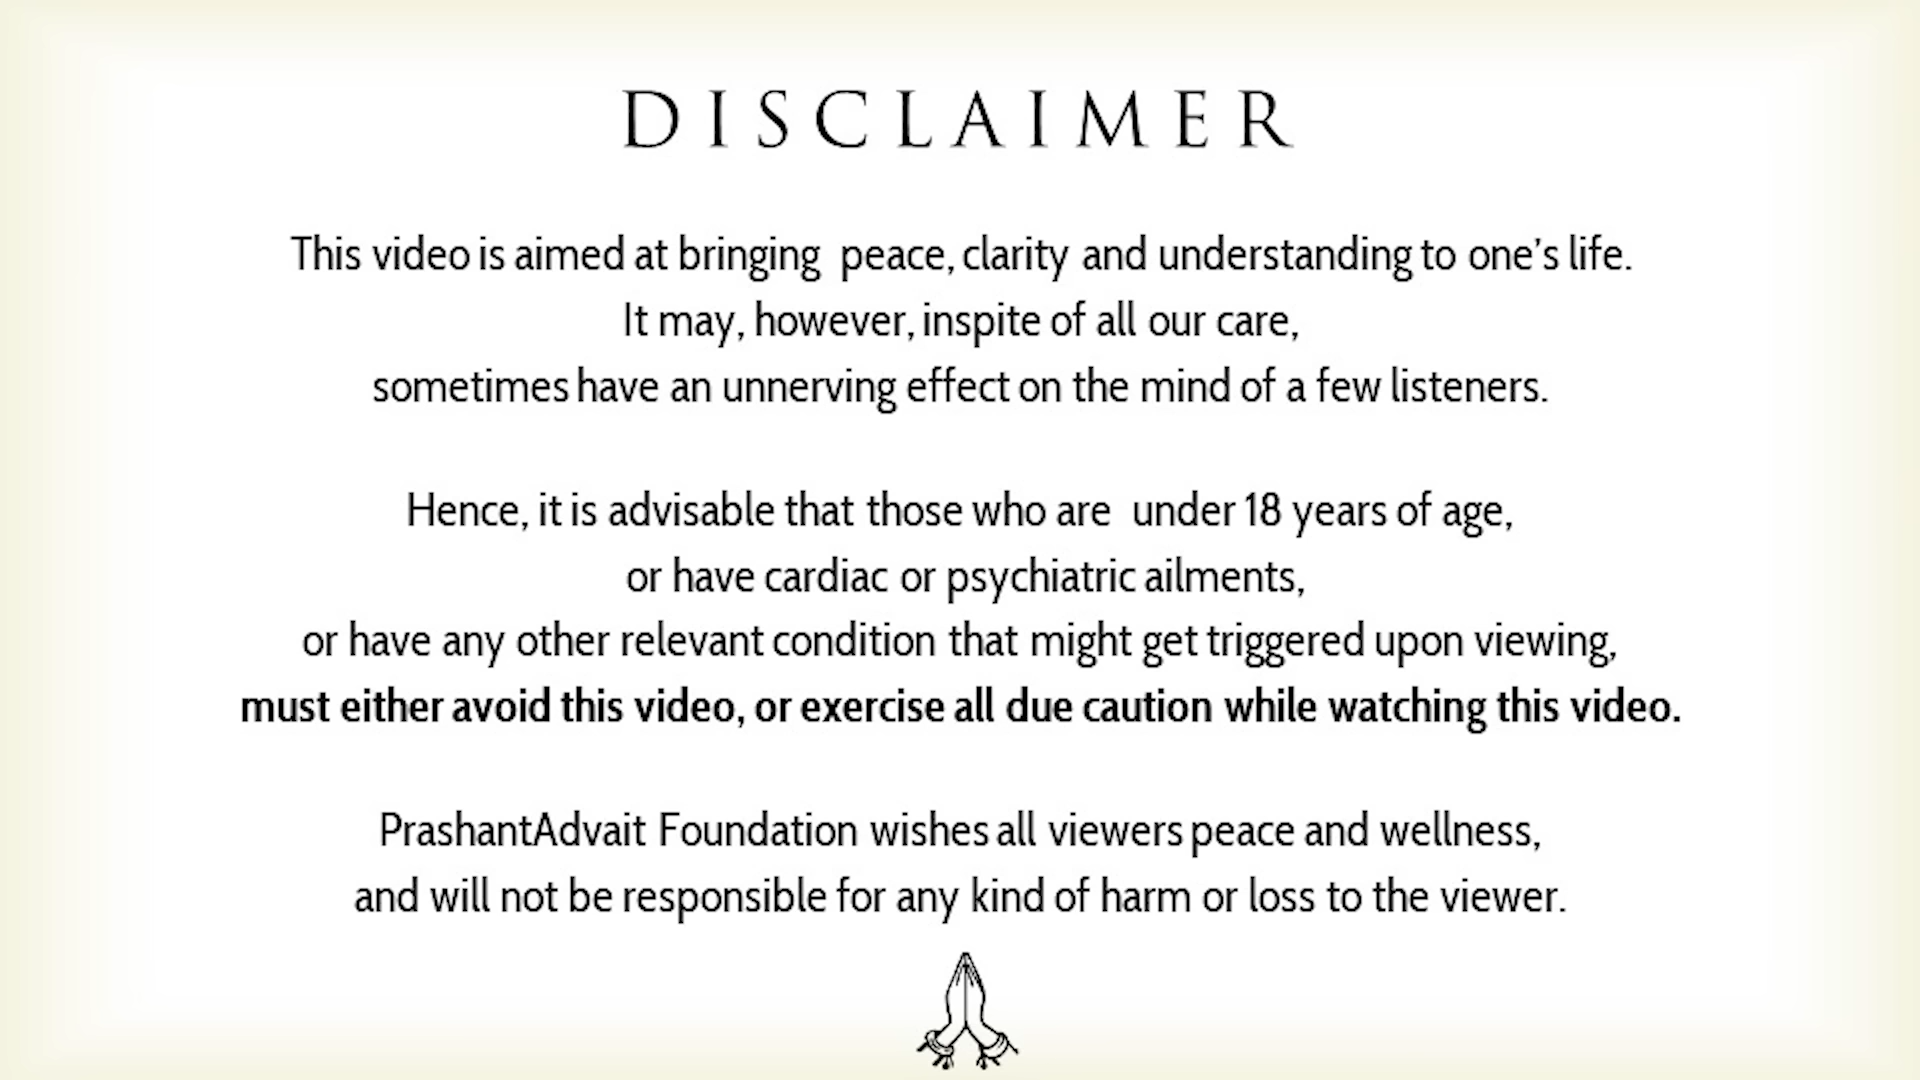 DISCLAIMER
This video is aimed at bringing peace, clarity and understanding to one's life.
It may, however, inspite of all our care,
sometimes have an unnerving effect on the mind of a few listeners.
Hence, it is advisable that those who are under 18 years of age,
or have cardiac or psychiatric ailments,
or have any other relevant condition that might get triggered upon viewing,
must either avoid this video, or exercise all due caution while watching this video.
PrashantAdvait Foundation wishes all viewers peace and wellness,
and will not be responsible for any kind of harm or loss to the viewer.